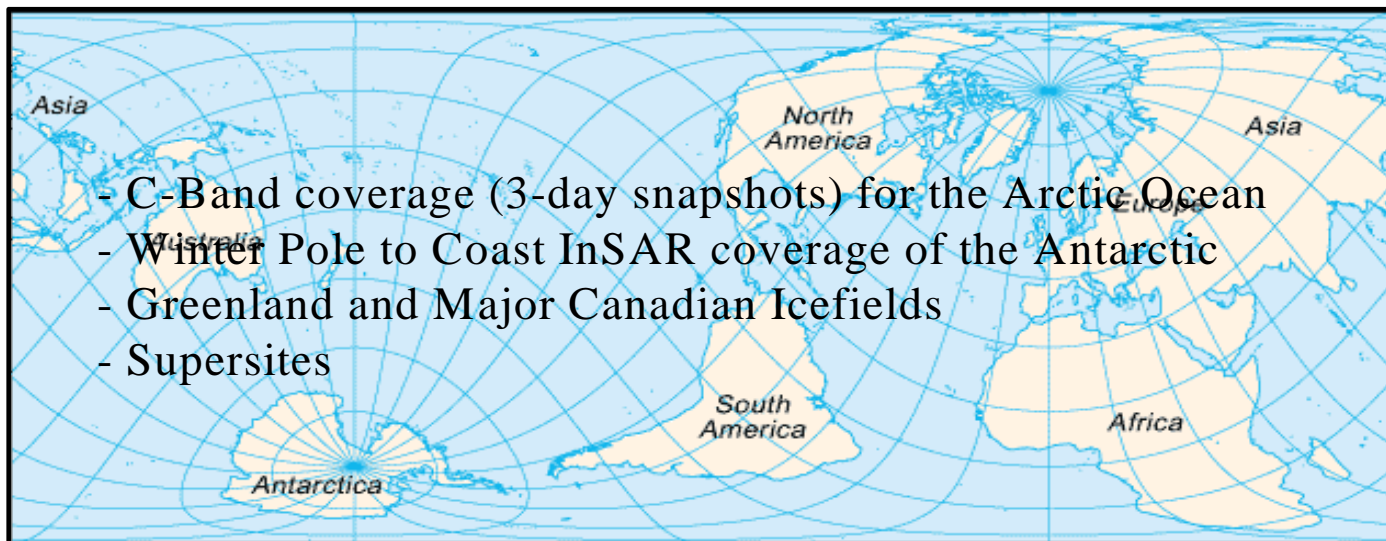 Asia
North
America
Asia
- C-Band coverage (3-day snapshots) for the Arctic Ocean
Europe
- Winter Pole to Coast InSAR coverage of the Antarctic
Australia
- Greenland and Major Canadian Icefields
- Supersites
South
America
Africa
Antarctica